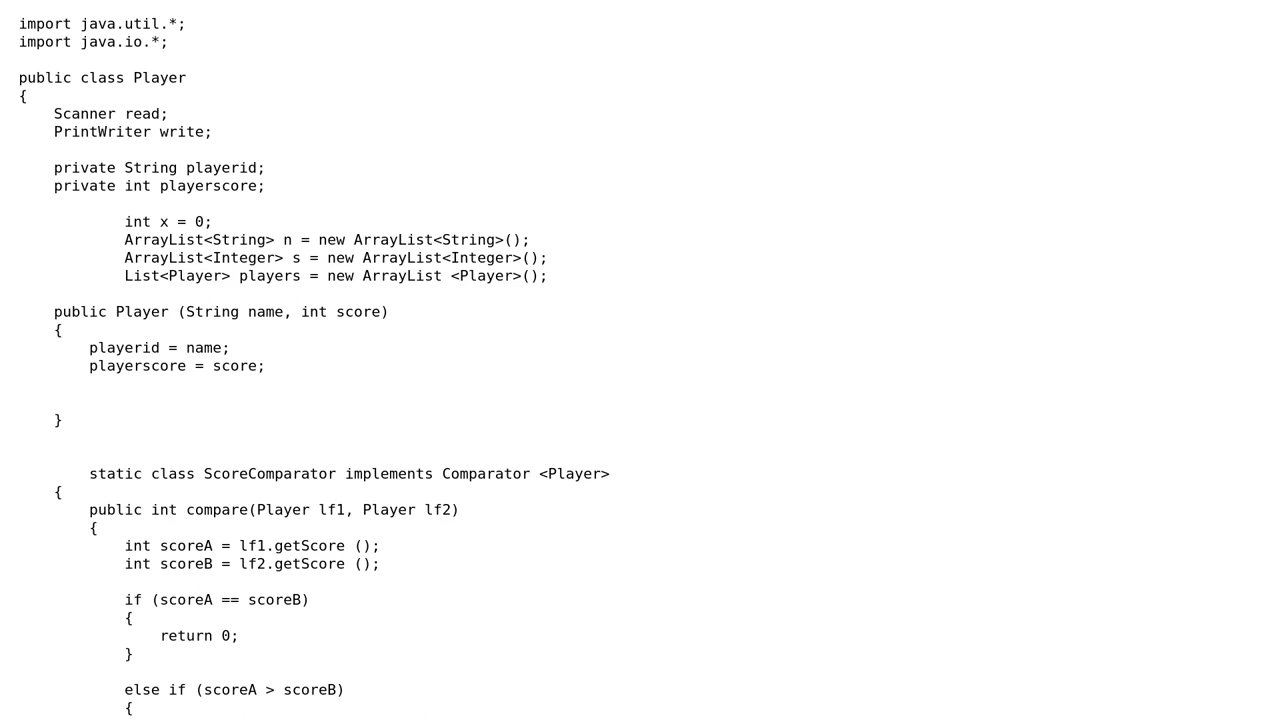 import java.util.*;
import java.io.*;

public class Player
{
    Scanner read;
    PrintWriter write;

    private String playerid;
    private int playerscore;

            int x = 0;
            ArrayList<String> n = new ArrayList<String>();
            ArrayList<Integer> s = new ArrayList<Integer>();
            List<Player> players = new ArrayList <Player>();

    public Player (String name, int score)
    {
        playerid = name;
        playerscore = score;


    }


        static class ScoreComparator implements Comparator <Player>
    {
        public int compare(Player lf1, Player lf2)
        {
            int scoreA = lf1.getScore ();
            int scoreB = lf2.getScore ();

            if (scoreA == scoreB)
            {
                return 0;
            }

            else if (scoreA > scoreB)
            {